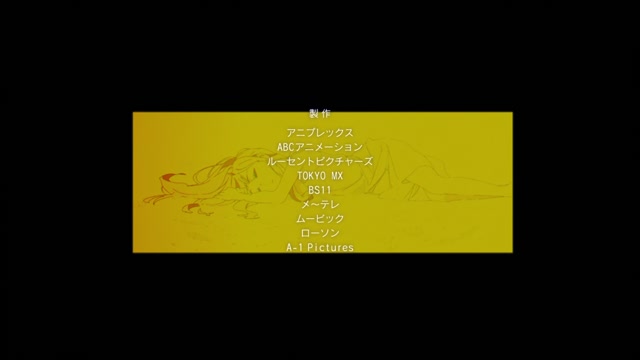 製作
アニプレックス
ABCアニメーション
ルーセントピクチャーズ
TOKYO MX
BS11
メ～テレ
ムービック
ローソン
A-1 Pictures